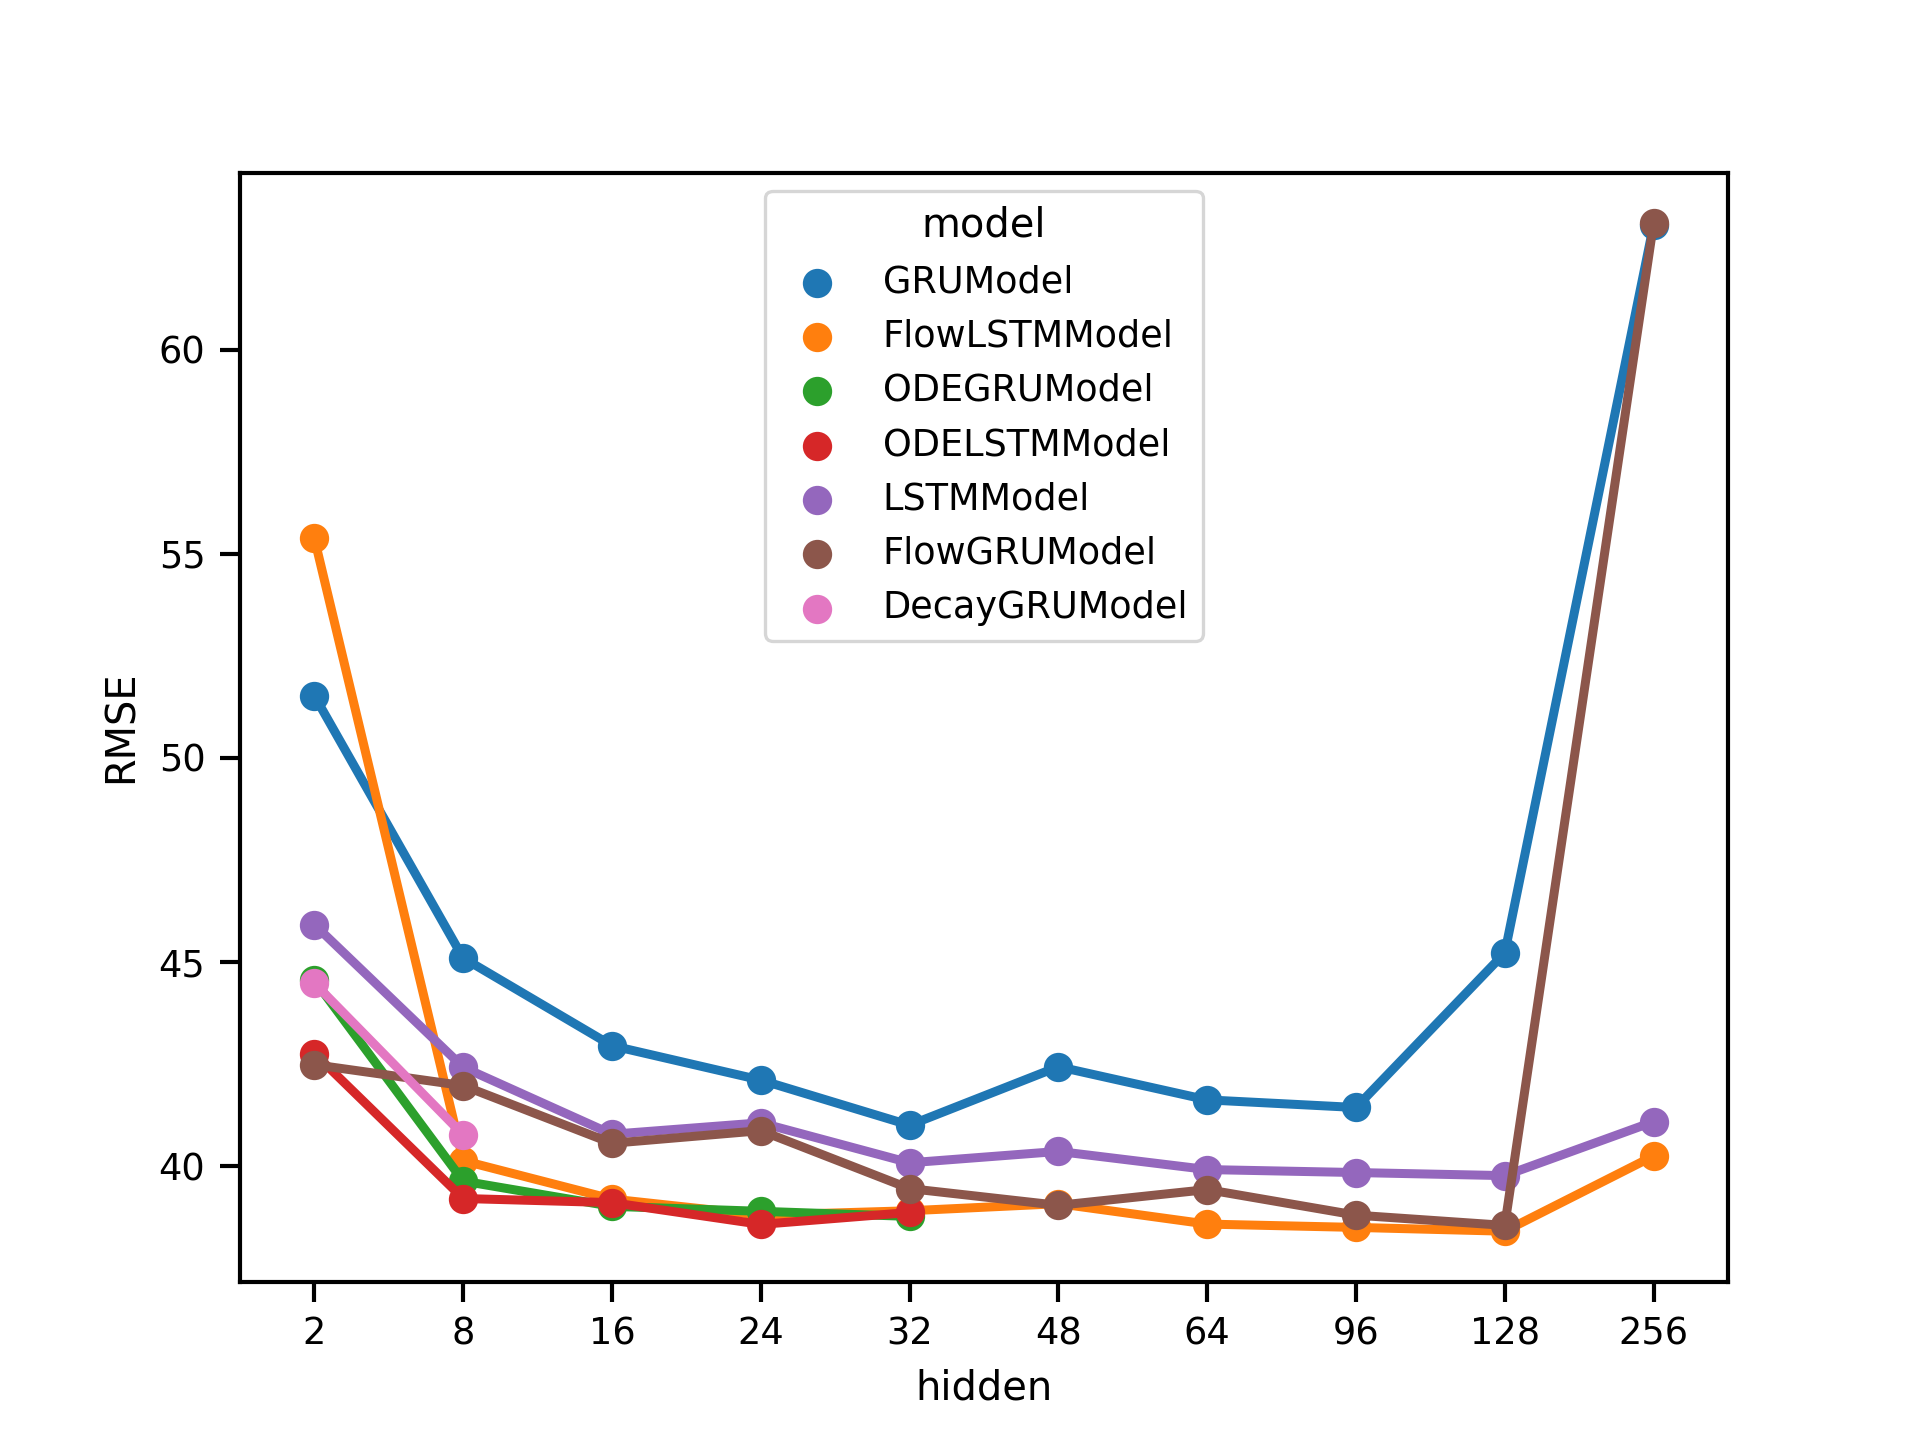 model
GRUModel
FlowLSTMModel
ODEGRUModel
ODELSTMModel
LSTMModel
FlowGRUModel
DecayGRUModel
RMSE
60
55
50
45
40
2 8 16 24 32 48 64 96 128 256
hidden